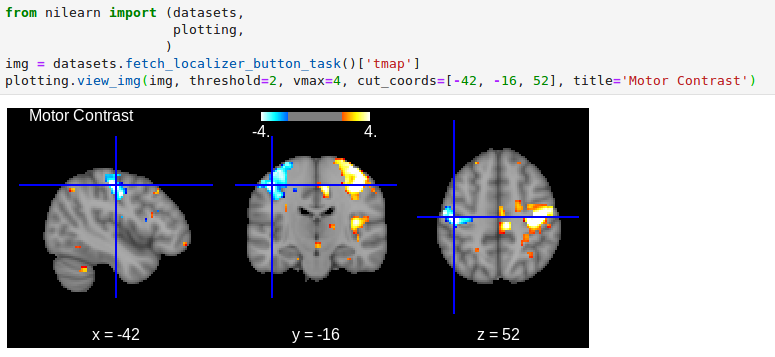 from nilearn import (datasets,
                     plotting,
                    )
img = datasets.fetch_localizer_button_task()['tmap']
plotting.view_img(img, threshold=2, vmax=4, cut_coords=[-42, -16, 52], title='Motor Contrast')
Motor Contrast
-4. 4.
x = -42 y = -16 z = 52